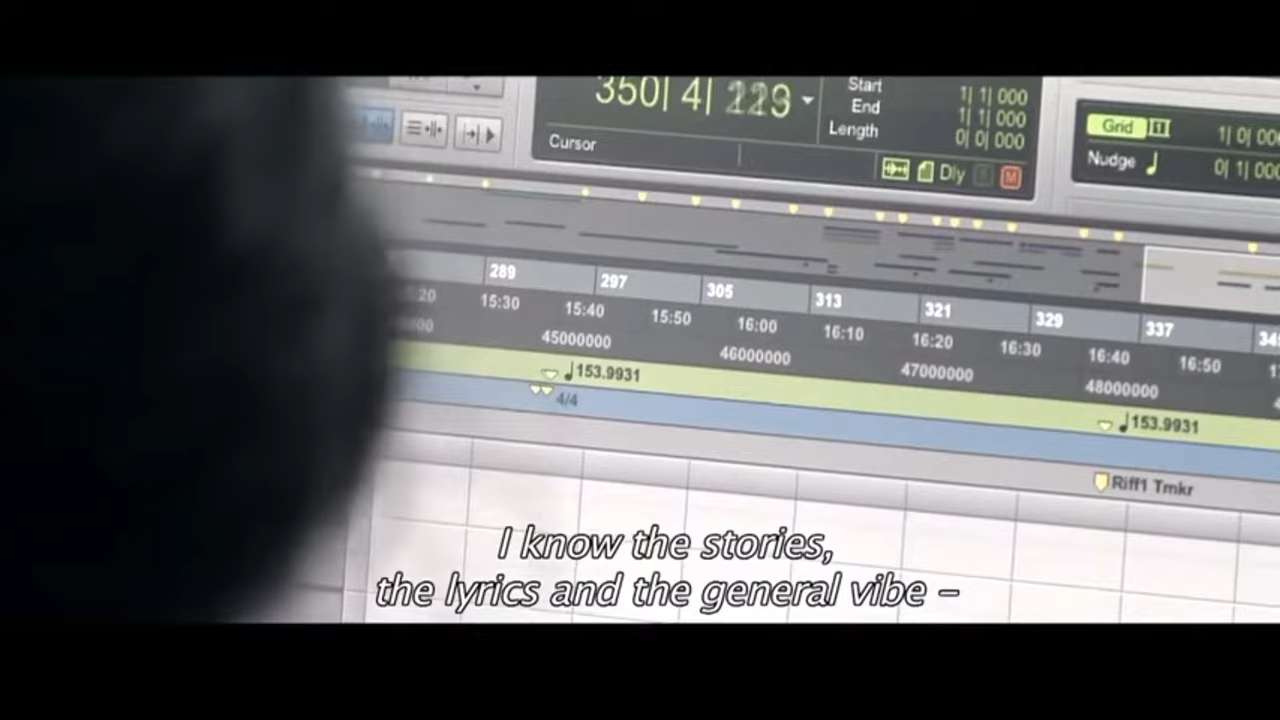 350| 4| 229
Start 1| 1| 000
End 1| 1| 000
Length 0| 0| 000
Cursor
Dly
M
Grid 1| 0| 00
Nudge 0| 1| 000
289 297 305 313 321 329 337
15:30 15:40 15:50 16:00 16:10 16:20 16:30 16:40 16:50
45000000 46000000 47000000 48000000
153.9931 153.9931
4/4
Riff1 Tmkr
I know the stories,
the lyrics and the general vibe –